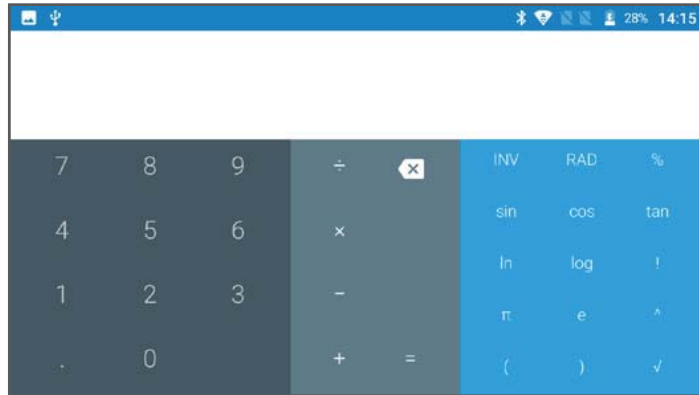 28% 14:15
7 8 9 ÷ INV RAD %
sin cos tan
4 5 6 ×
ln log !
1 2 3 −
π e ^
. 0 + = ( ) √